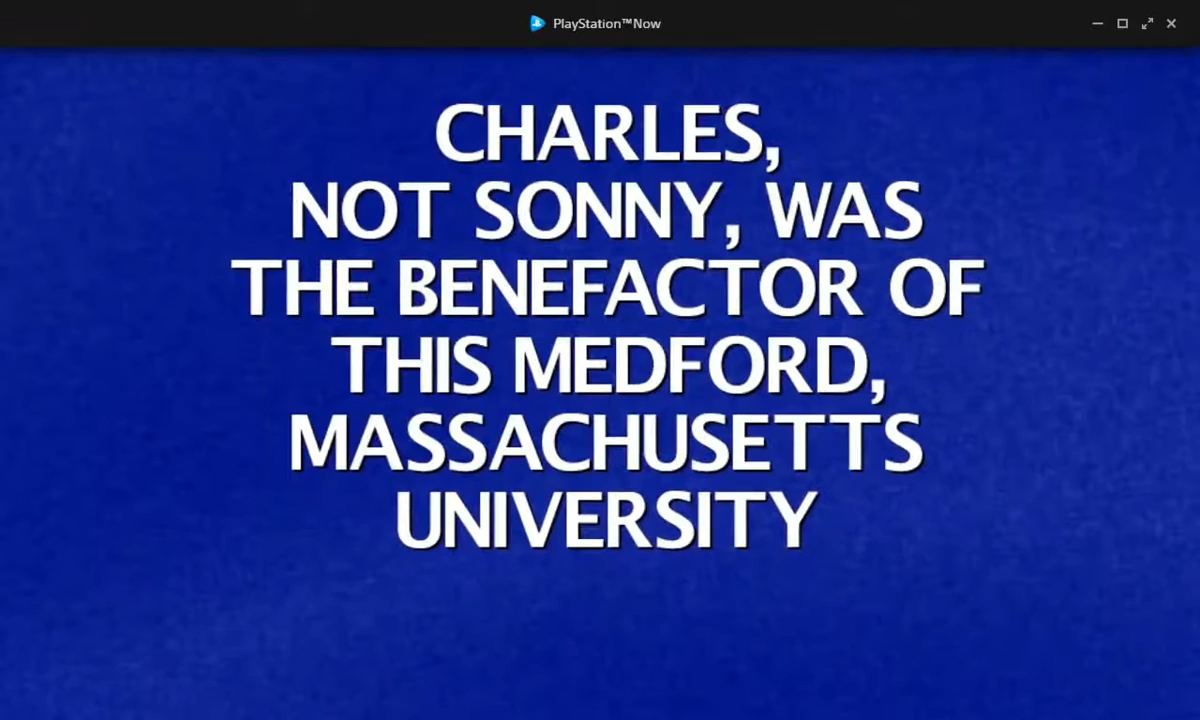 PlayStation™Now
CHARLES,
NOT SONNY, WAS
THE BENEFACTOR OF
THIS MEDFORD,
MASSACHUSETTS
UNIVERSITY